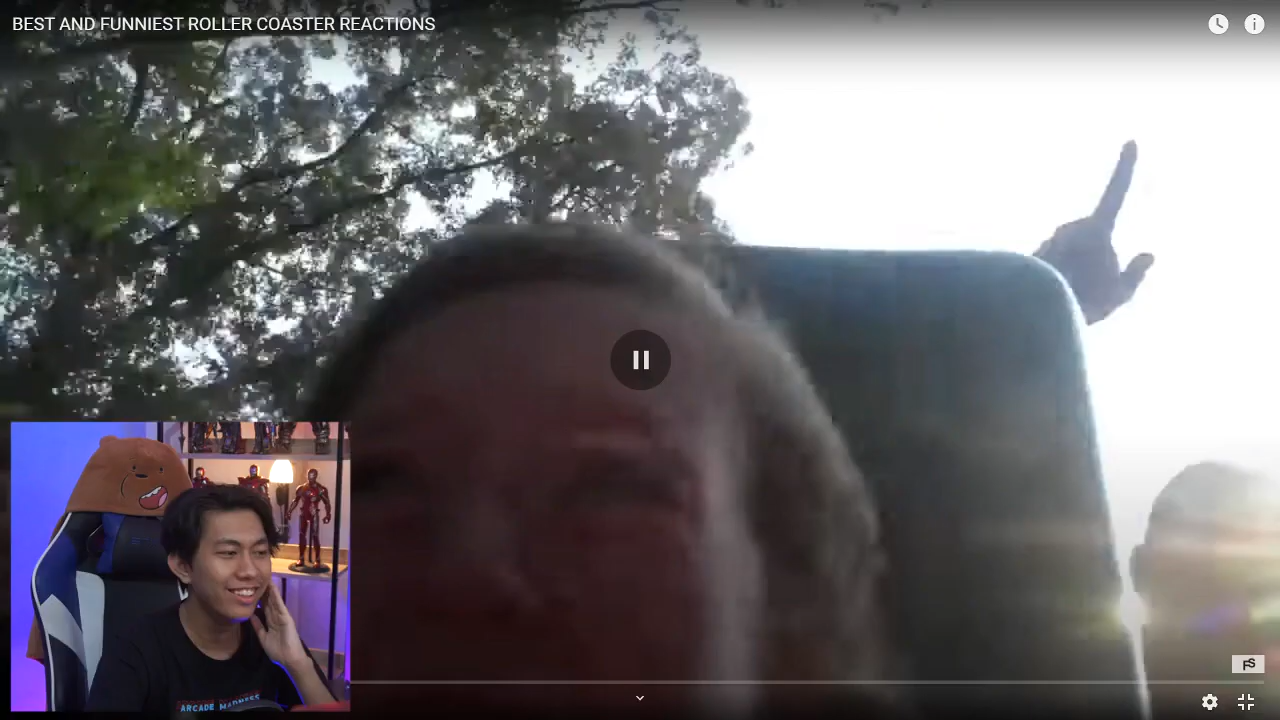 BEST AND FUNNIEST ROLLER COASTER REACTIONS
FS
ARCADE MADNESS